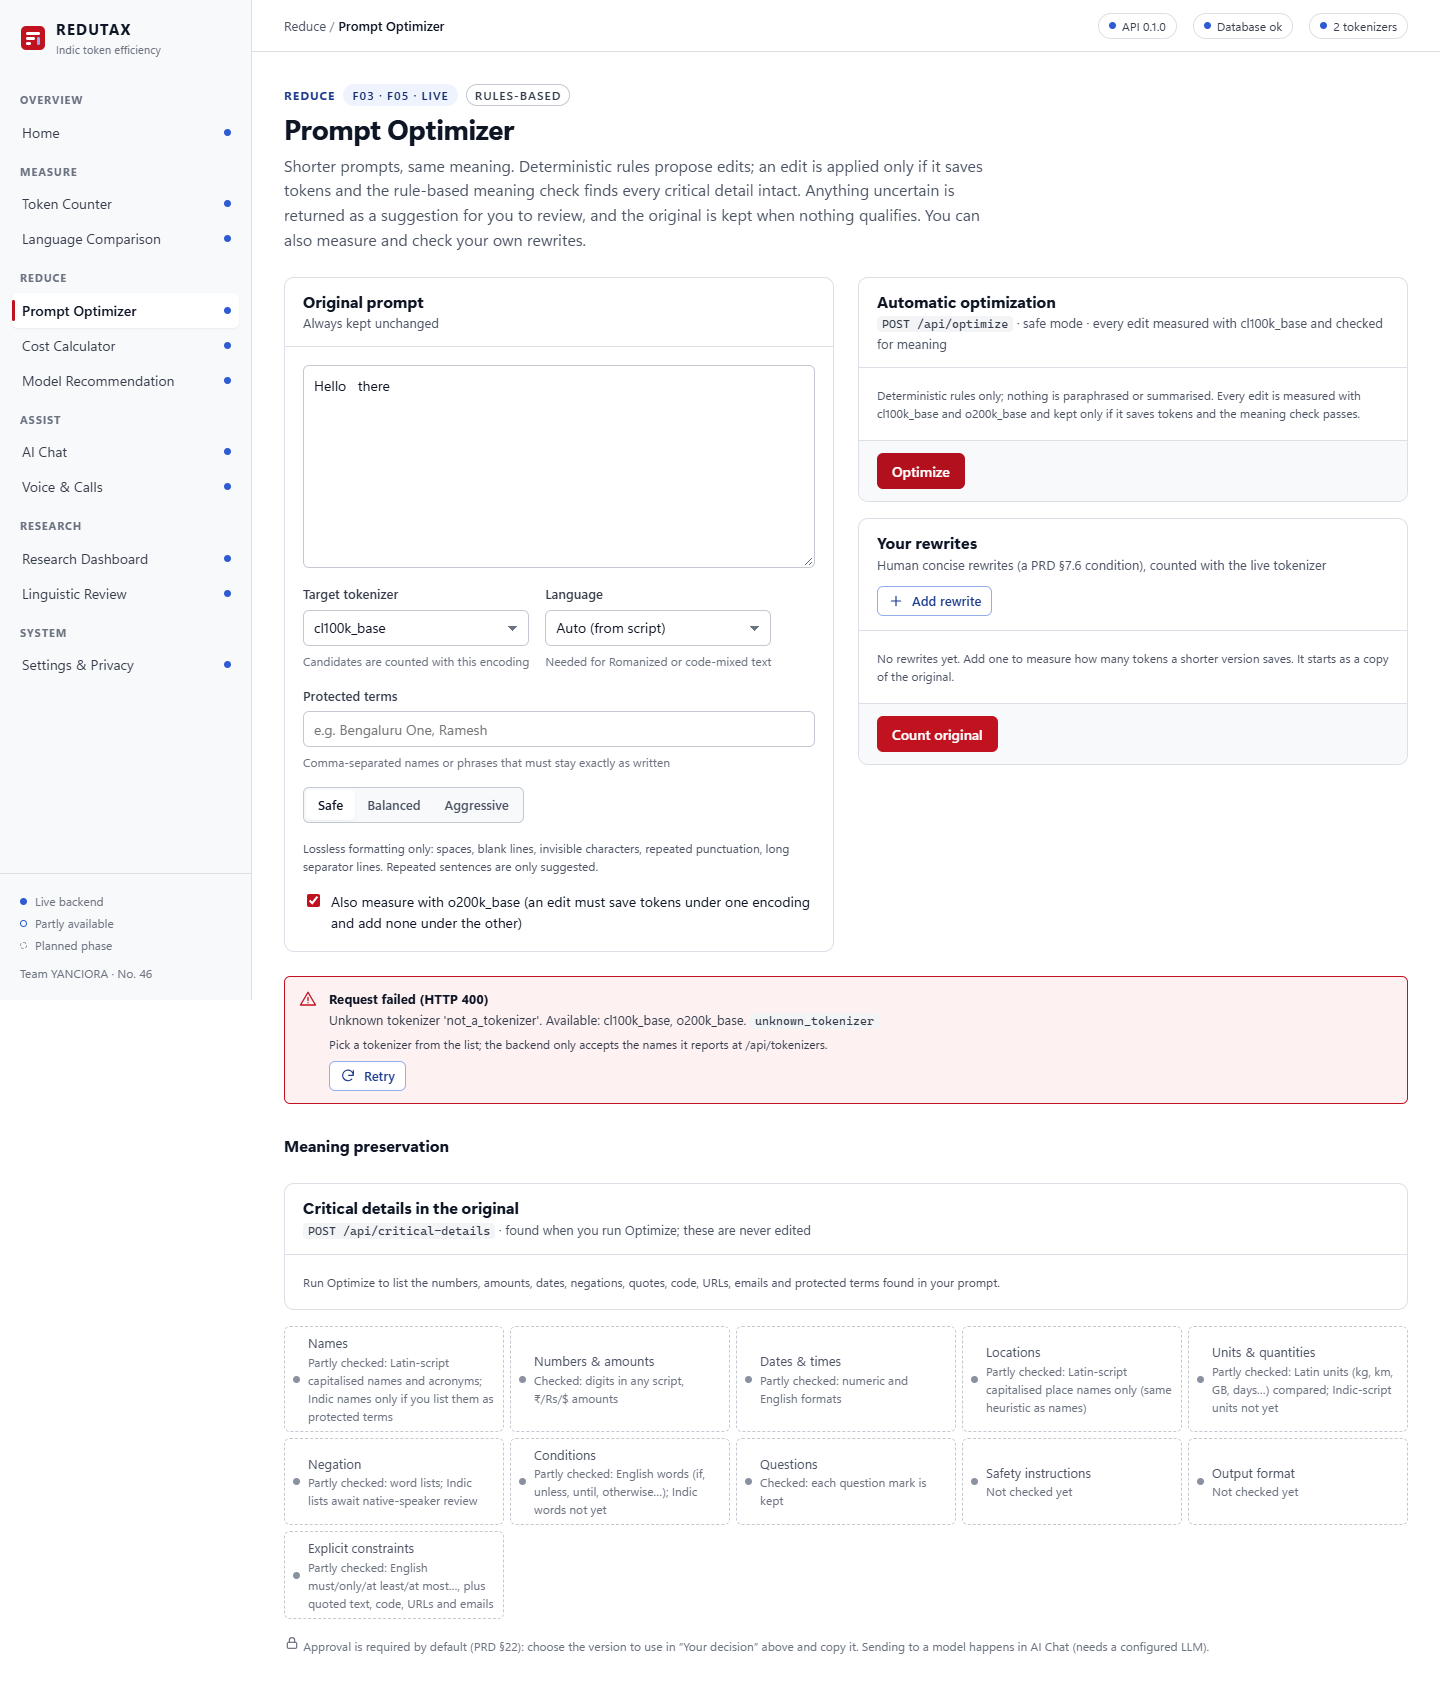 REDUTAX
Indic token efficiency
OVERVIEW
Home
MEASURE
Token Counter
Language Comparison
REDUCE
Prompt Optimizer
Cost Calculator
Model Recommendation
ASSIST
AI Chat
Voice & Calls
RESEARCH
Research Dashboard
Linguistic Review
SYSTEM
Settings & Privacy
Live backend
Partly available
Planned phase
Team YANCIORA · No. 46
Reduce / Prompt Optimizer
API 0.1.0
Database ok
2 tokenizers
REDUCE F03 · F05 · LIVE RULES-BASED
Prompt Optimizer
Shorter prompts, same meaning. Deterministic rules propose edits; an edit is applied only if it saves
tokens and the rule-based meaning check finds every critical detail intact. Anything uncertain is
returned as a suggestion for you to review, and the original is kept when nothing qualifies. You can
also measure and check your own rewrites.
Original prompt
Always kept unchanged
Hello   there
Target tokenizer
cl100k_base
Candidates are counted with this encoding
Language
Auto (from script)
Needed for Romanized or code-mixed text
Protected terms
e.g. Bengaluru One, Ramesh
Comma-separated names or phrases that must stay exactly as written
Safe Balanced Aggressive
Lossless formatting only: spaces, blank lines, invisible characters, repeated punctuation, long
separator lines. Repeated sentences are only suggested.
Also measure with o200k_base (an edit must save tokens under one encoding
and add none under the other)
Automatic optimization
POST /api/optimize · safe mode · every edit measured with cl100k_base and checked
for meaning
Deterministic rules only; nothing is paraphrased or summarised. Every edit is measured with
cl100k_base and o200k_base and kept only if it saves tokens and the meaning check passes.
Optimize
Your rewrites
Human concise rewrites (a PRD §7.6 condition), counted with the live tokenizer
Add rewrite
No rewrites yet. Add one to measure how many tokens a shorter version saves. It starts as a copy
of the original.
Count original
Request failed (HTTP 400)
Unknown tokenizer 'not_a_tokenizer'. Available: cl100k_base, o200k_base. unknown_tokenizer
Pick a tokenizer from the list; the backend only accepts the names it reports at /api/tokenizers.
Retry
Meaning preservation
Critical details in the original
POST /api/critical-details · found when you run Optimize; these are never edited
Run Optimize to list the numbers, amounts, dates, negations, quotes, code, URLs, emails and protected terms found in your prompt.
Names
Partly checked: Latin-script
capitalised names and acronyms;
Indic names only if you list them as
protected terms
Numbers & amounts
Checked: digits in any script,
₹/Rs/$ amounts
Dates & times
Partly checked: numeric and
English formats
Locations
Partly checked: Latin-script
capitalised place names only (same
heuristic as names)
Units & quantities
Partly checked: Latin units (kg, km,
GB, days…) compared; Indic-script
units not yet
Negation
Partly checked: word lists; Indic
lists await native-speaker review
Conditions
Partly checked: English words (if,
unless, until, otherwise…); Indic
words not yet
Questions
Checked: each question mark is
kept
Safety instructions
Not checked yet
Output format
Not checked yet
Explicit constraints
Partly checked: English
must/only/at least/at most…, plus
quoted text, code, URLs and emails
Approval is required by default (PRD §22): choose the version to use in "Your decision" above and copy it. Sending to a model happens in AI Chat (needs a configured LLM).